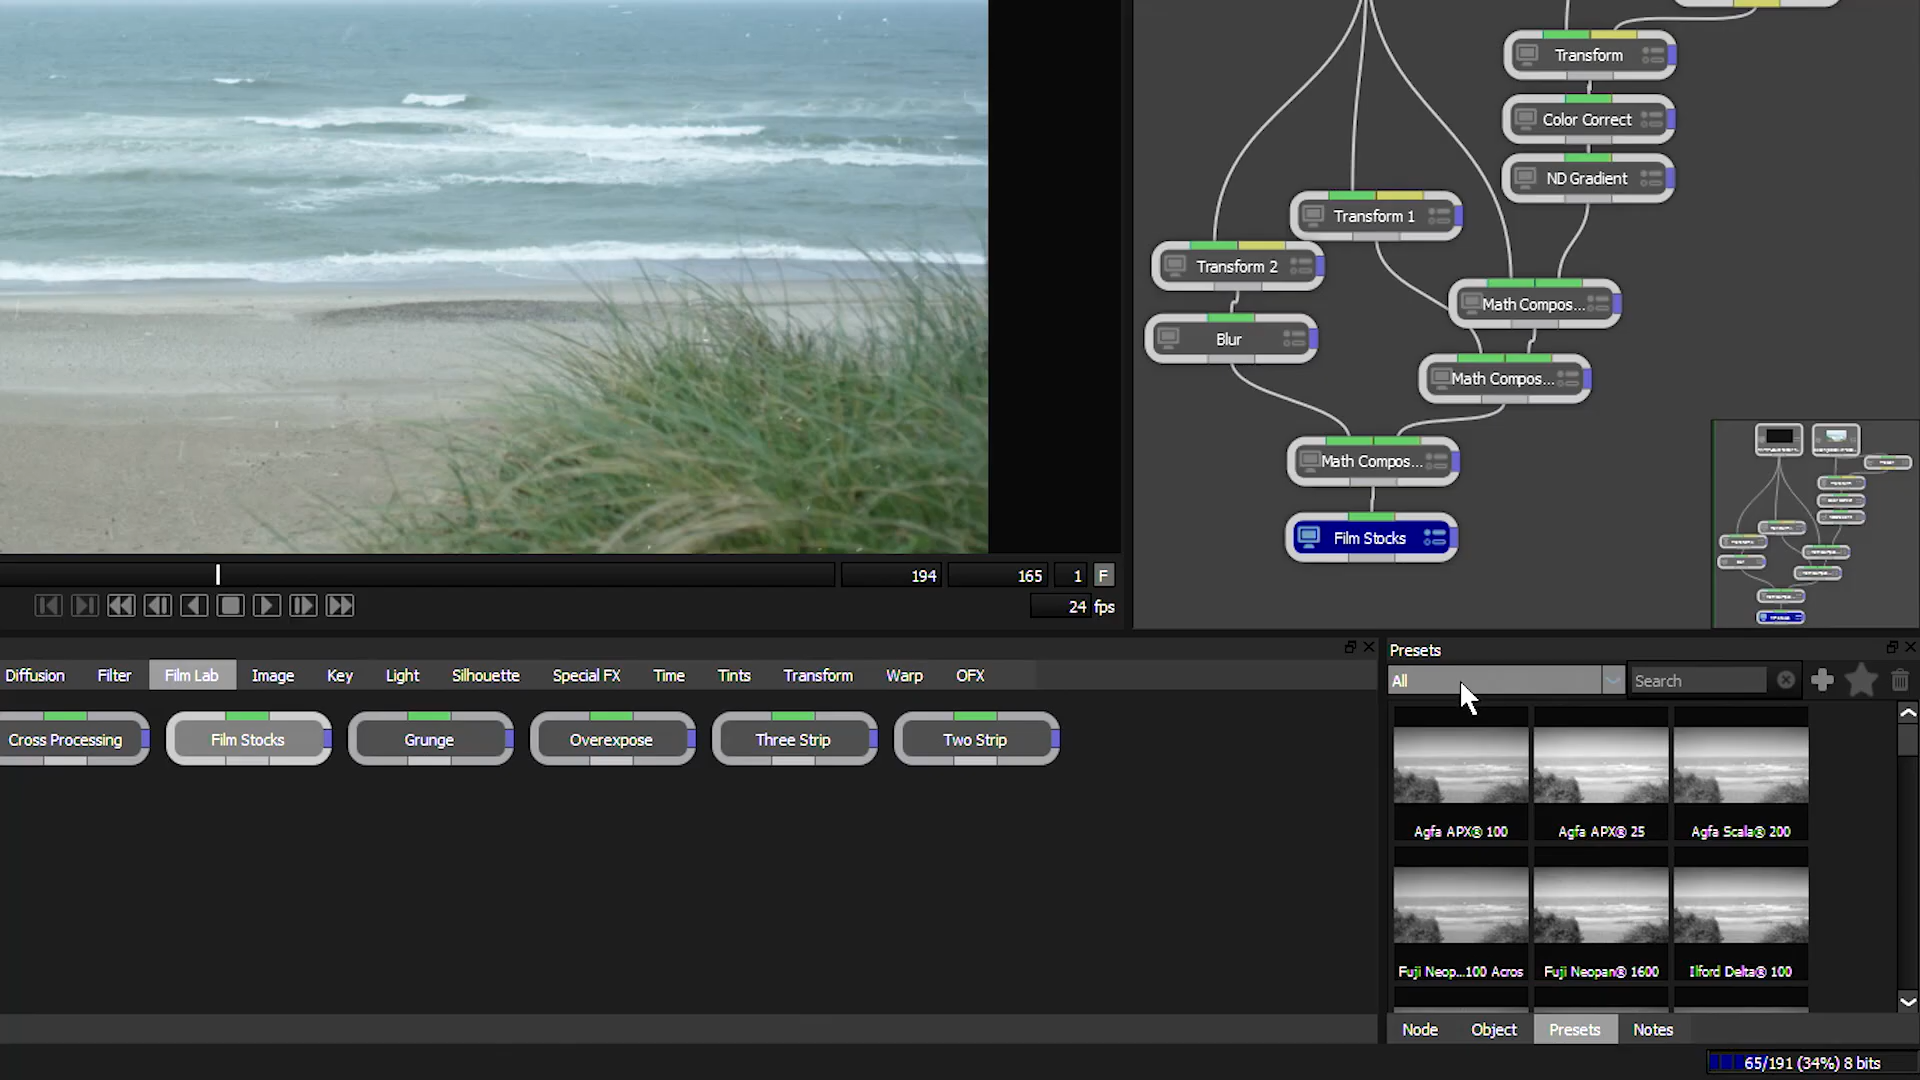 Transform
Color Correct
ND Gradient
Transform 1
Transform 2
Math Compos...
Blur
Math Compos...
Math Compos...
Film Stocks
194 165 1 F
24 fps
Diffusion Filter Film Lab Image Key Light Silhouette Special FX Time Tints Transform Warp OFX
Cross Processing Film Stocks Grunge Overexpose Three Strip Two Strip
Presets
All Search
Agfa APX® 100 Agfa APX® 25 Agfa Scala® 200
Fuji Neop...100 Acros Fuji Neopan® 1600 Ilford Delta® 100
Node Object Presets Notes
65/191 (34%) 8 bits